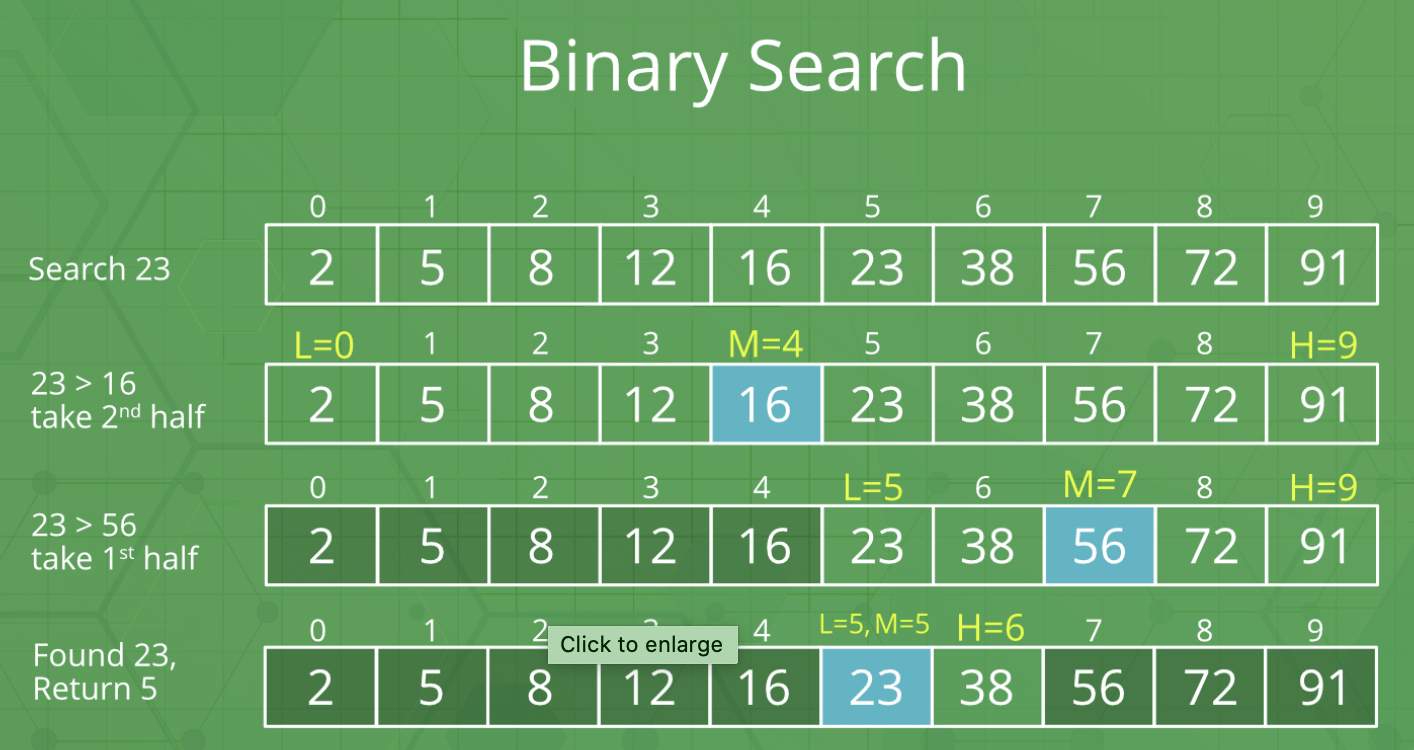 Binary Search
0 1 2 3 4 5 6 7 8 9
Search 23
2 5 8 12 16 23 38 56 72 91
L=0 1 2 3 M=4 5 6 7 8 H=9
23 > 16
take 2nd half
2 5 8 12 16 23 38 56 72 91
0 1 2 3 4 L=5 6 M=7 8 H=9
23 > 56
take 1st half
2 5 8 12 16 23 38 56 72 91
0 1 2 4 L=5, M=5 H=6 7 8 9
Click to enlarge
Found 23,
Return 5
2 5 8 12 16 23 38 56 72 91